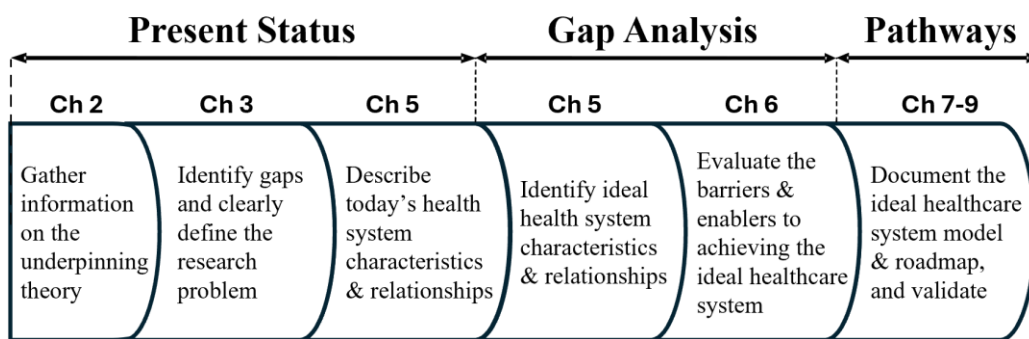 Present Status
Gap Analysis
Pathways
Ch 2
Ch 3
Ch 5
Ch 5
Ch 6
Ch 7-9
Gather
information
on the
underpinning
theory
Identify gaps
and clearly
define the
research
problem
Describe
today's health
system
characteristics
& relationships
Identify ideal
health system
characteristics
& relationships
Evaluate the
barriers &
enablers to
achieving the
ideal healthcare
system
Document the
ideal healthcare
system model
& roadmap,
and validate